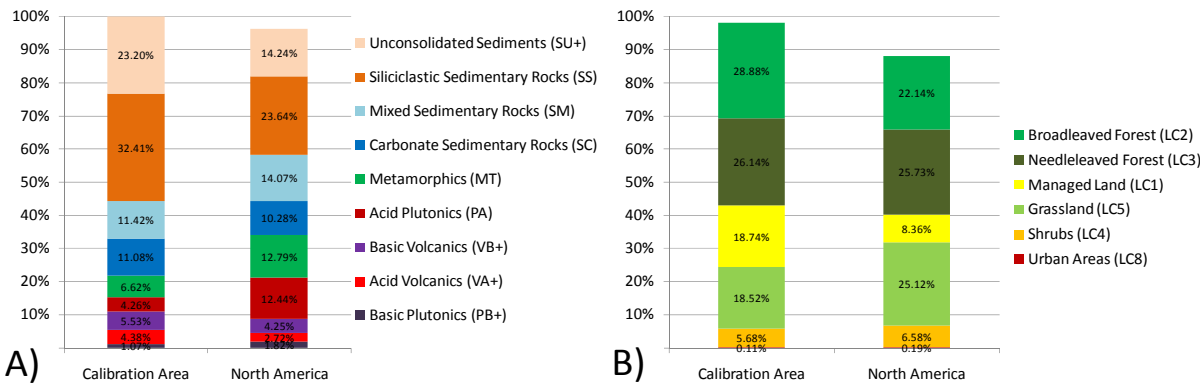 100%
90%
80%
70%
60%
50%
40%
30%
20%
10%
23.20%
32.41%
11.42%
11.08%
6.62%
4.26%
5.53%
4.38%
1.07%
14.24%
23.64%
14.07%
10.28%
12.79%
12.44%
4.25%
2.72%
1.82%
Calibration Area
North America
Unconsolidated Sediments (SU+)
Siliciclastic Sedimentary Rocks (SS)
Mixed Sedimentary Rocks (SM)
Carbonate Sedimentary Rocks (SC)
Metamorphics (MT)
Acid Plutonics (PA)
Basic Volcanics (VB+)
Acid Volcanics (VA+)
Basic Plutonics (PB+)
A)
100%
90%
80%
70%
60%
50%
40%
30%
20%
10%
28.88%
26.14%
18.74%
18.52%
5.68%
0.11%
22.14%
25.73%
8.36%
25.12%
6.58%
0.19%
Calibration Area
North America
Broadleaved Forest (LC2)
Needleleaved Forest (LC3)
Managed Land (LC1)
Grassland (LC5)
Shrubs (LC4)
Urban Areas (LC8)
B)